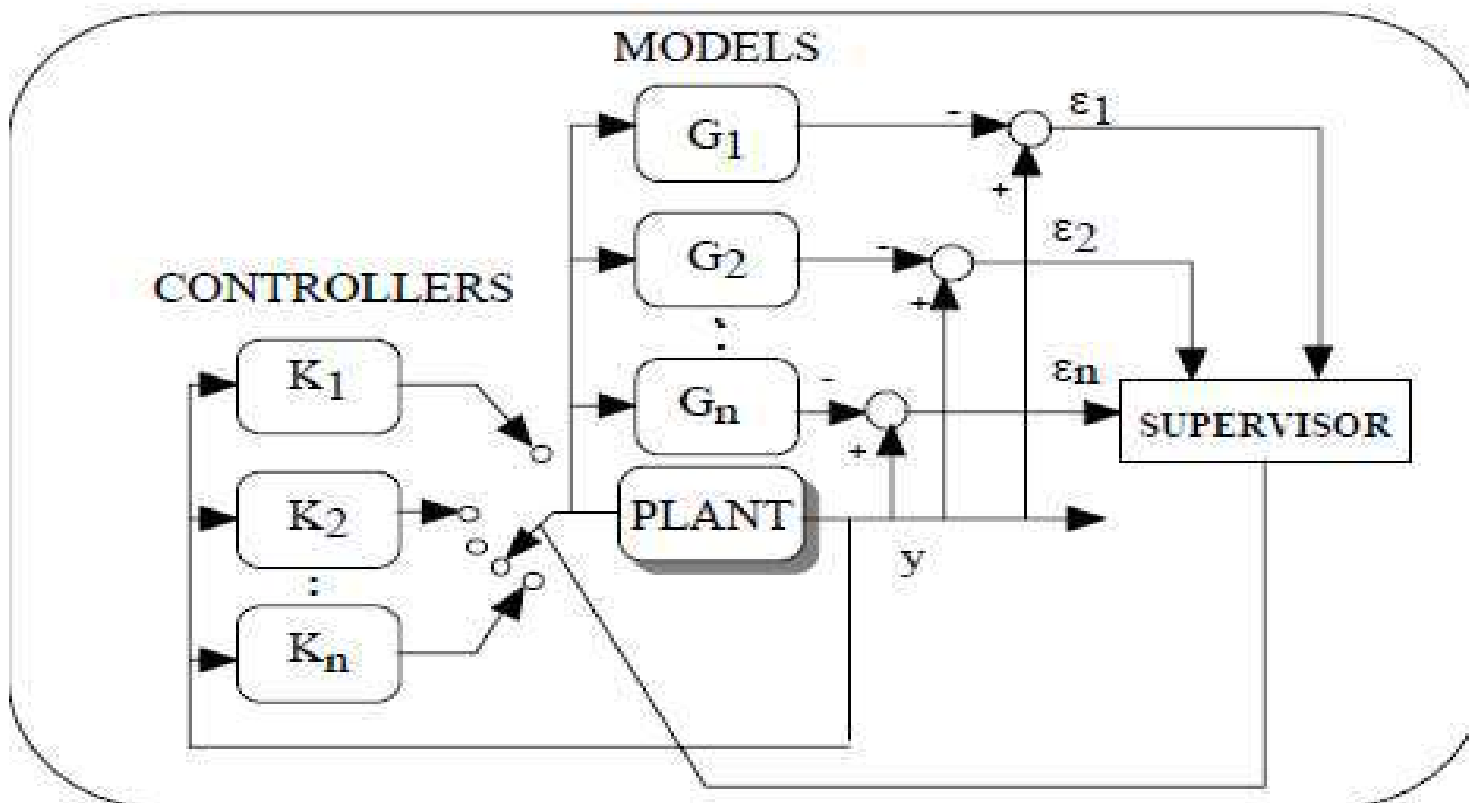 MODELS
G1
ε1
-
+
G2
ε2
-
+
CONTROLLERS
⋮
K1
Gn
εn
-
+
SUPERVISOR
K2
PLANT
y
⋮
Kn